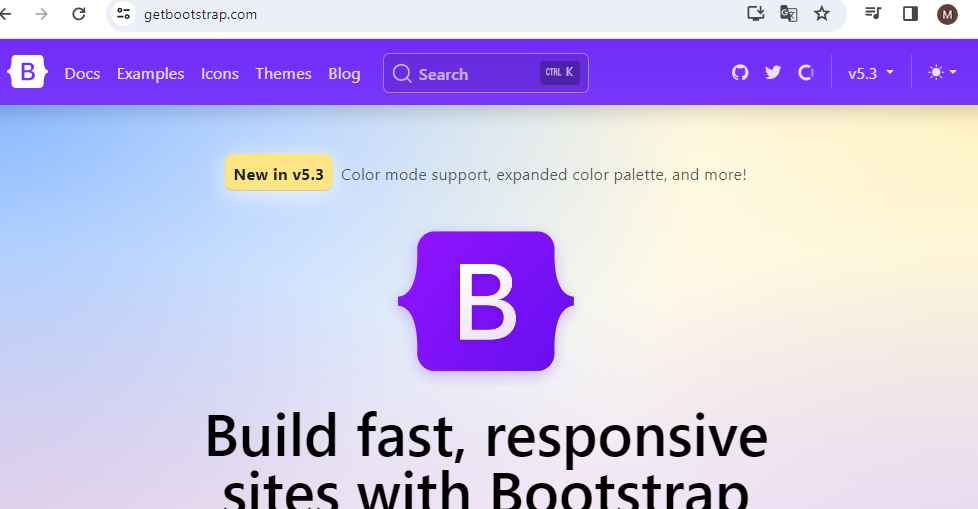 getbootstrap.com
M
B Docs Examples Icons Themes Blog Search CTRL K v5.3
New in v5.3 Color mode support, expanded color palette, and more!
B
Build fast, responsive
sites with Bootstrap